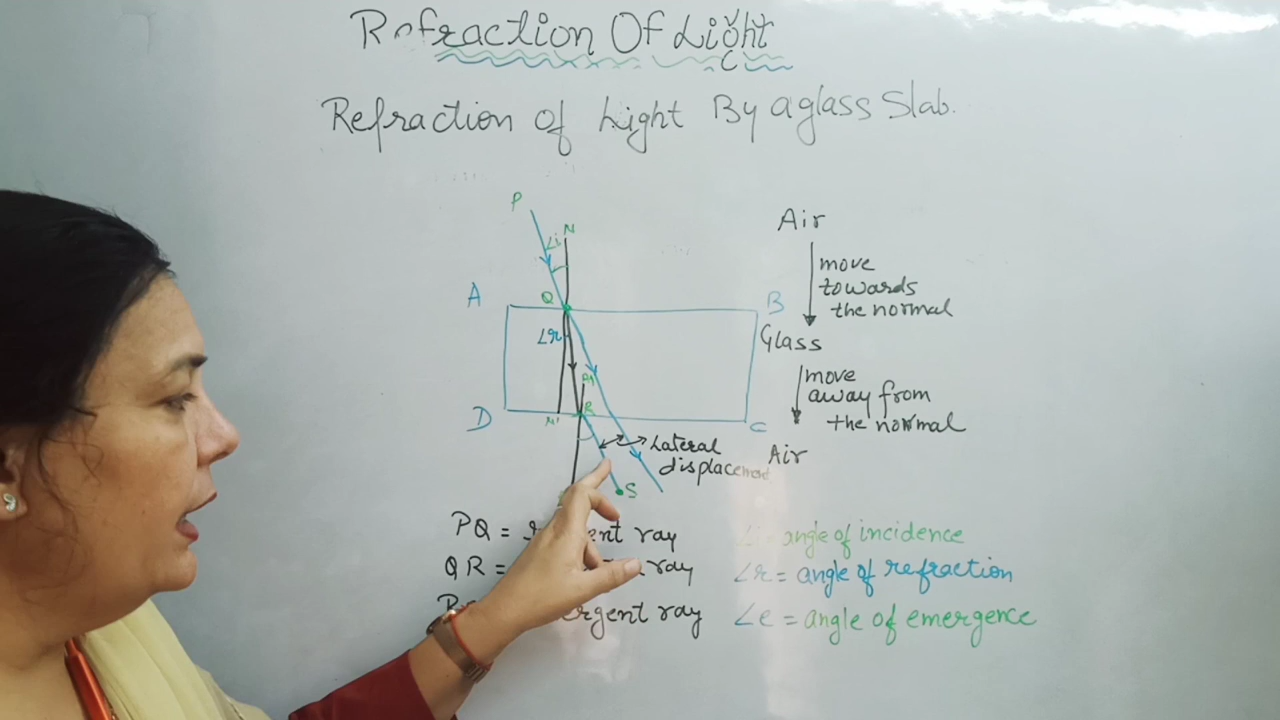 Refraction Of Light
Refraction of Light By a glass Slab.
P
N
∠i
A
Q
B
∠r
M
D
M'
R
C
S
Lateral
displacement
Air
move
towards
the normal
Glass
move
away from
the normal
Air
PQ = ent ray
QR = ray
ergent ray
∠i = angle of incidence
∠r = angle of refraction
∠e = angle of emergence